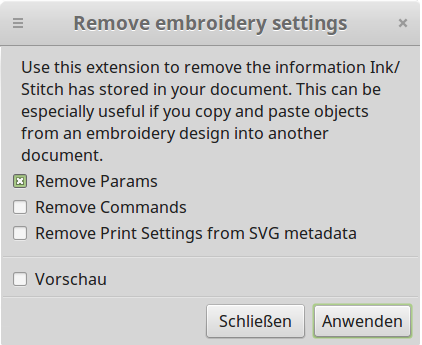 Remove embroidery settings
Use this extension to remove the information Ink/
Stitch has stored in your document. This can be
especially useful if you copy and paste objects
from an embroidery design into another
document.
Remove Params
Remove Commands
Remove Print Settings from SVG metadata
Vorschau
Schließen Anwenden